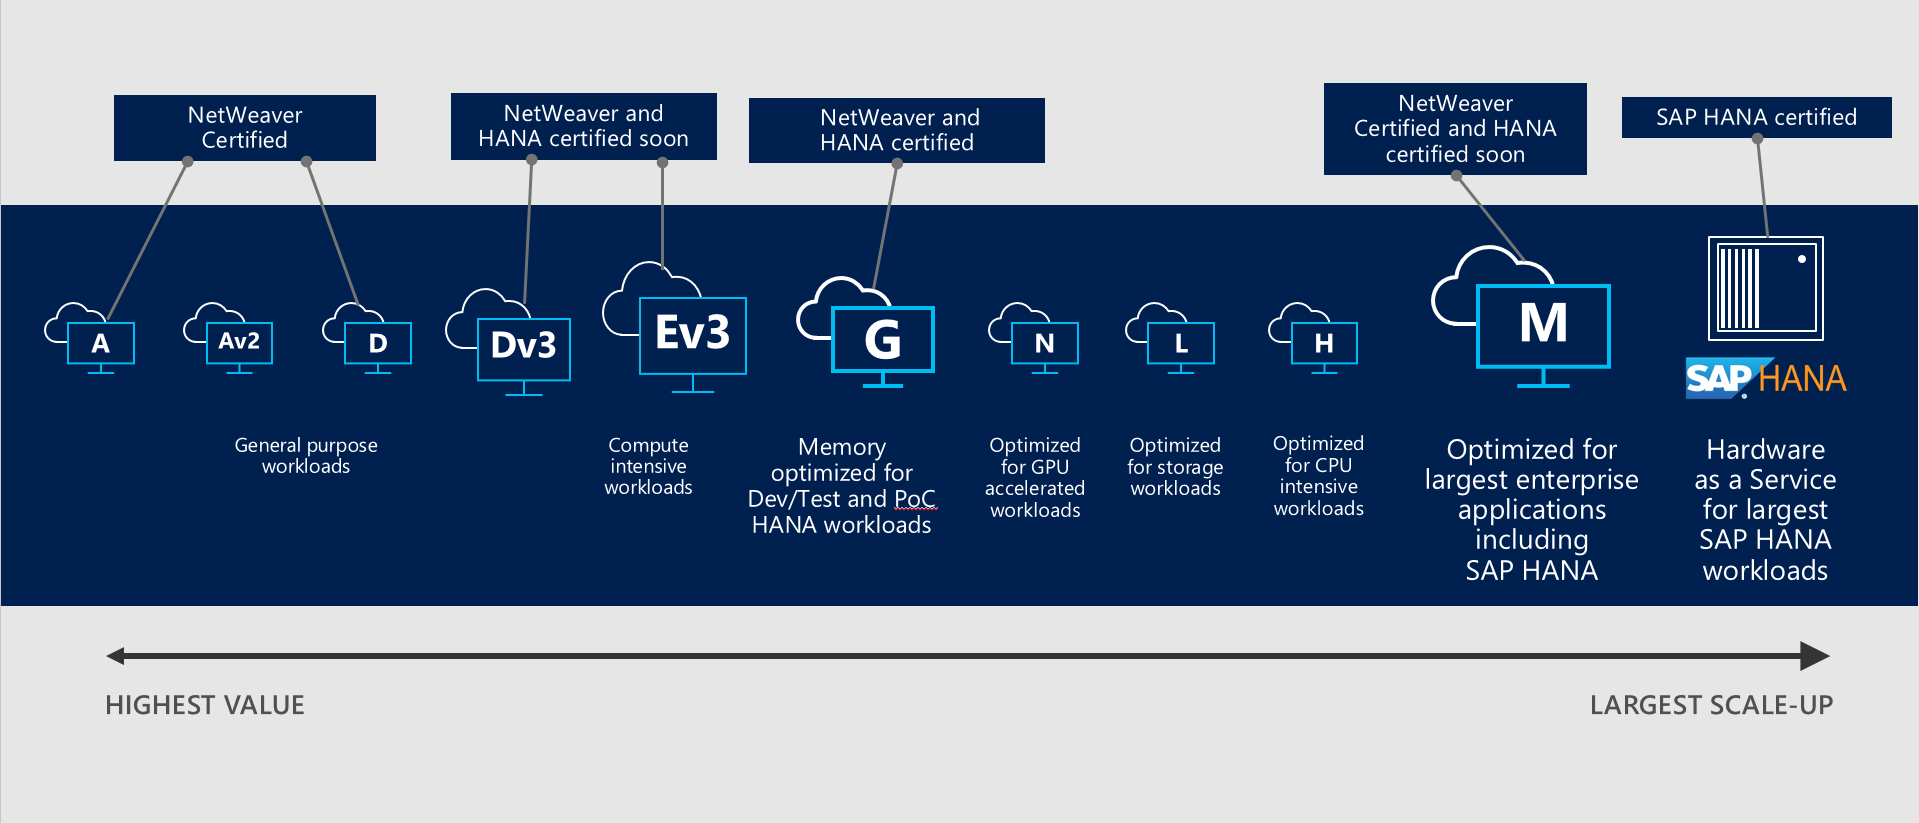 NetWeaver
Certified
NetWeaver and
HANA certified soon
NetWeaver and
HANA certified
NetWeaver
Certified and HANA
certified soon
SAP HANA certified
A
Av2
D
Dv3
Ev3
G
N
L
H
M
SAP HANA
General purpose
workloads
Compute
intensive
workloads
Memory
optimized for
Dev/Test and PoC
HANA workloads
Optimized
for GPU
accelerated
workloads
Optimized
for storage
workloads
Optimized
for CPU
intensive
workloads
Optimized for
largest enterprise
applications
including
SAP HANA
Hardware
as a Service
for largest
SAP HANA
workloads
HIGHEST VALUE
LARGEST SCALE-UP